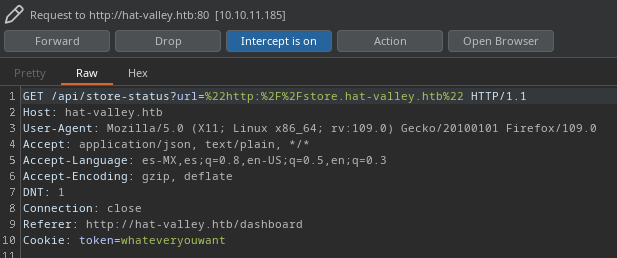 Request to http://hat-valley.htb:80 [10.10.11.185]
Forward Drop Intercept is on Action Open Browser
Pretty Raw Hex
1 GET /api/store-status?url=%22http:%2F%2Fstore.hat-valley.htb%22 HTTP/1.1
2 Host: hat-valley.htb
3 User-Agent: Mozilla/5.0 (X11; Linux x86_64; rv:109.0) Gecko/20100101 Firefox/109.0
4 Accept: application/json, text/plain, */*
5 Accept-Language: es-MX,es;q=0.8,en-US;q=0.5,en;q=0.3
6 Accept-Encoding: gzip, deflate
7 DNT: 1
8 Connection: close
9 Referer: http://hat-valley.htb/dashboard
10 Cookie: token=whateveryouwant
11